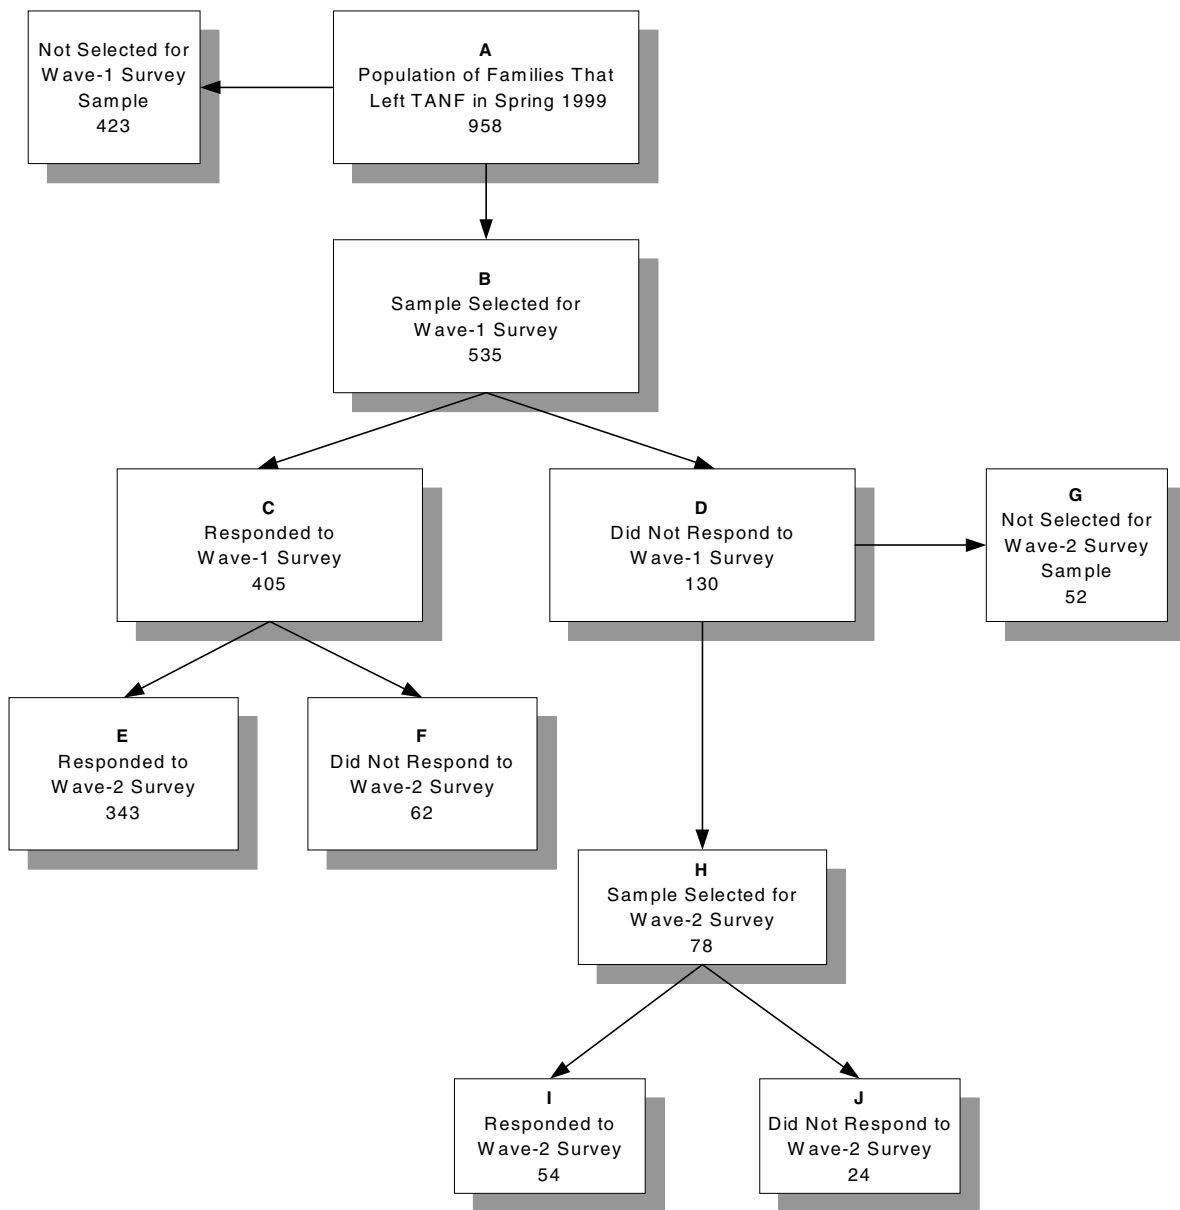 Not Selected for
Wave-1 Survey
Sample
423
A
Population of Families That
Left TANF in Spring 1999
958
B
Sample Selected for
Wave-1 Survey
535
C
Responded to
Wave-1 Survey
405
D
Did Not Respond to
Wave-1 Survey
130
G
Not Selected for
Wave-2 Survey
Sample
52
E
Responded to
Wave-2 Survey
343
F
Did Not Respond to
Wave-2 Survey
62
H
Sample Selected for
Wave-2 Survey
78
I
Responded to
Wave-2 Survey
54
J
Did Not Respond to
Wave-2 Survey
24